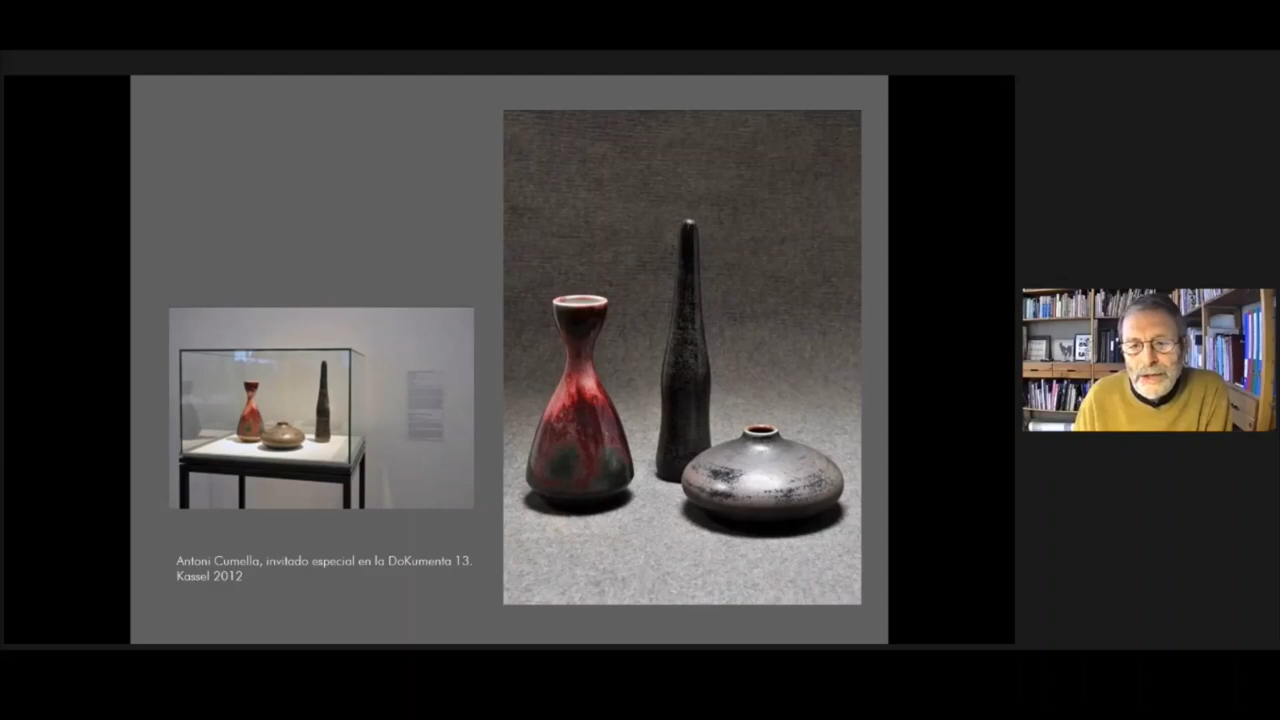 Antoni Cumella, invitado especial en la DoKumenta 13.
Kassel 2012